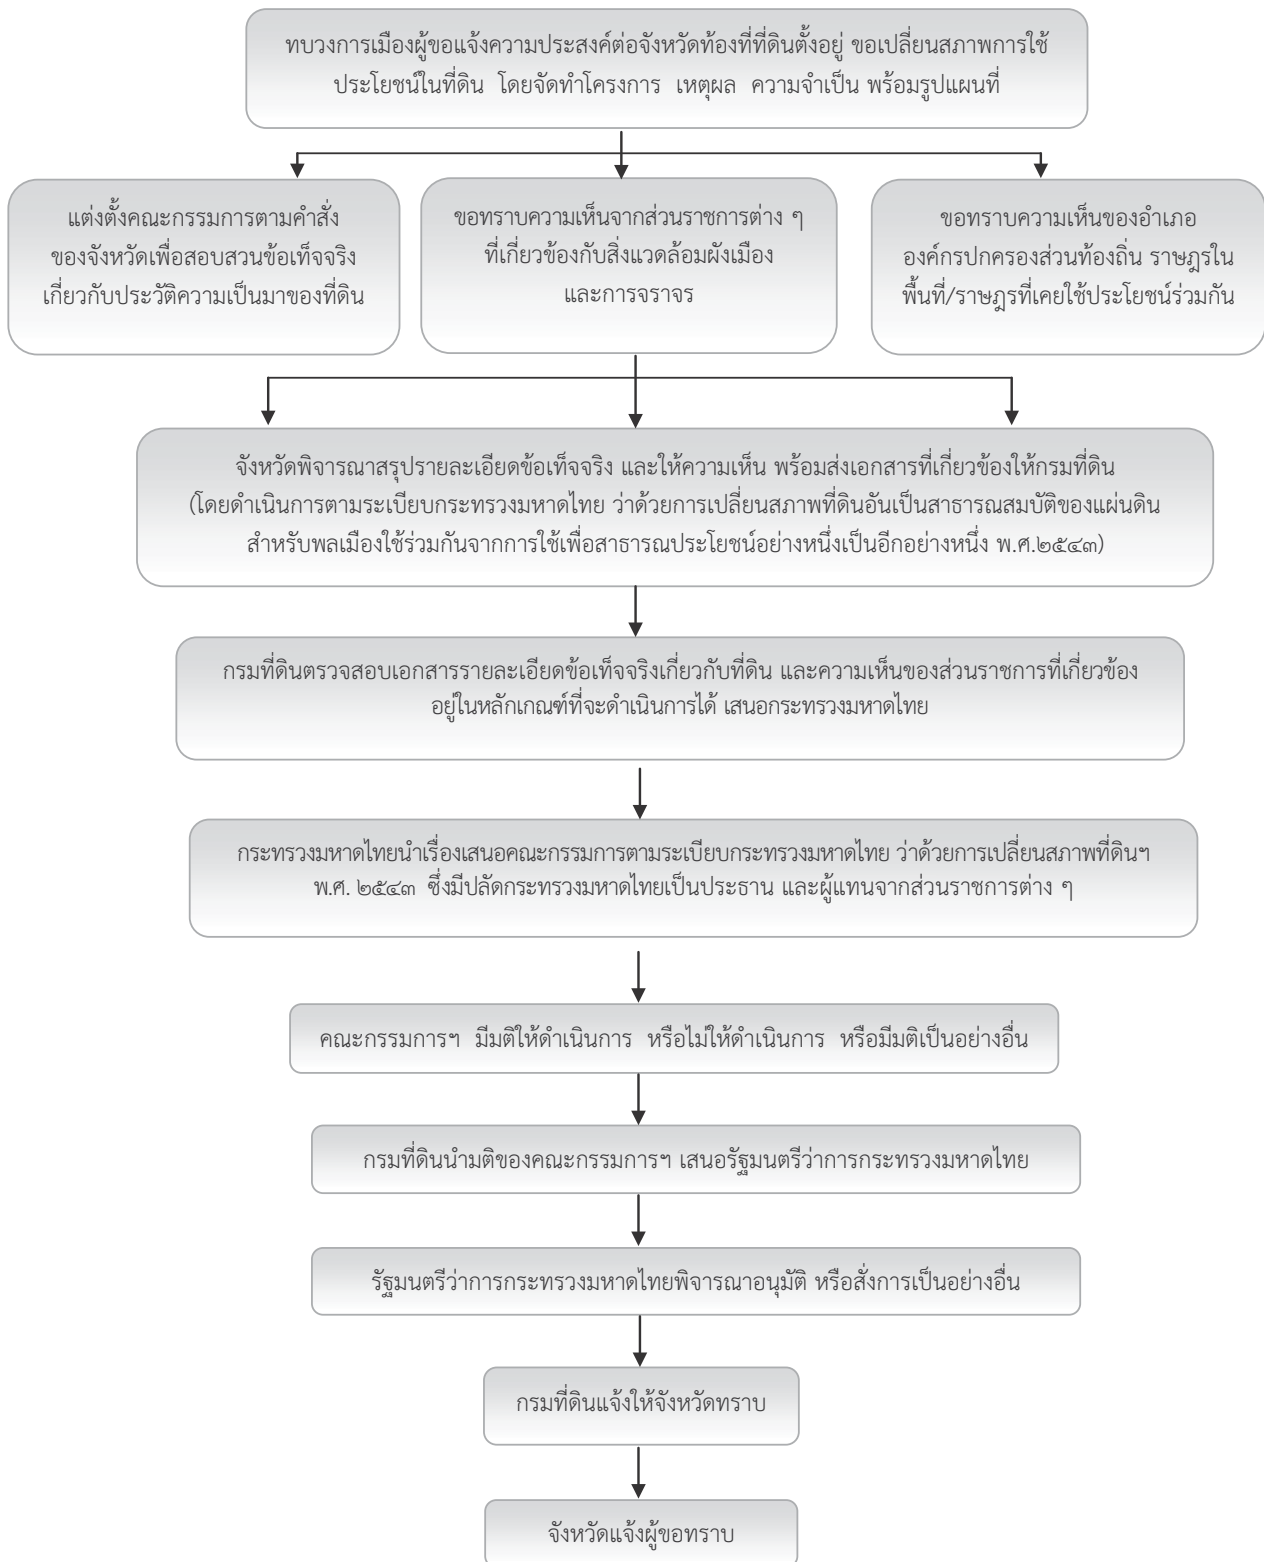 ทบวงการเมืองผู้ขอแจ้งความประสงค์ต่อจังหวัดท้องที่ที่ดินตั้งอยู่ ขอเปลี่ยนสภาพการใช้
ประโยชน์ในที่ดิน โดยจัดทำโครงการ เหตุผล ความจำเป็น พร้อมรูปแผนที่
แต่งตั้งคณะกรรมการตามคำสั่ง
ของจังหวัดเพื่อสอบสวนข้อเท็จจริง
เกี่ยวกับประวัติความเป็นมาของที่ดิน
ขอทราบความเห็นจากส่วนราชการต่าง ๆ
ที่เกี่ยวข้องกับสิ่งแวดล้อมผังเมือง
และการจราจร
ขอทราบความเห็นของอำเภอ
องค์กรปกครองส่วนท้องถิ่น ราษฎรใน
พื้นที่/ราษฎรที่เคยใช้ประโยชน์ร่วมกัน
จังหวัดพิจารณาสรุปรายละเอียดข้อเท็จจริง และให้ความเห็น พร้อมส่งเอกสารที่เกี่ยวข้องให้กรมที่ดิน
(โดยดำเนินการตามระเบียบกระทรวงมหาดไทย ว่าด้วยการเปลี่ยนสภาพที่ดินอันเป็นสาธารณสมบัติของแผ่นดิน
สำหรับพลเมืองใช้ร่วมกันจากการใช้เพื่อสาธารณประโยชน์อย่างหนึ่งเป็นอีกอย่างหนึ่ง พ.ศ.๒๕๔๓)
กรมที่ดินตรวจสอบเอกสารรายละเอียดข้อเท็จจริงเกี่ยวกับที่ดิน และความเห็นของส่วนราชการที่เกี่ยวข้อง
อยู่ในหลักเกณฑ์ที่จะดำเนินการได้ เสนอกระทรวงมหาดไทย
กระทรวงมหาดไทยนำเรื่องเสนอคณะกรรมการตามระเบียบกระทรวงมหาดไทย ว่าด้วยการเปลี่ยนสภาพที่ดินฯ
พ.ศ. ๒๕๔๓ ซึ่งมีปลัดกระทรวงมหาดไทยเป็นประธาน และผู้แทนจากส่วนราชการต่าง ๆ
คณะกรรมการฯ มีมติให้ดำเนินการ หรือไม่ให้ดำเนินการ หรือมีมติเป็นอย่างอื่น
กรมที่ดินนำมติของคณะกรรมการฯ เสนอรัฐมนตรีว่าการกระทรวงมหาดไทย
รัฐมนตรีว่าการกระทรวงมหาดไทยพิจารณาอนุมัติ หรือสั่งการเป็นอย่างอื่น
กรมที่ดินแจ้งให้จังหวัดทราบ
จังหวัดแจ้งผู้ขอทราบ